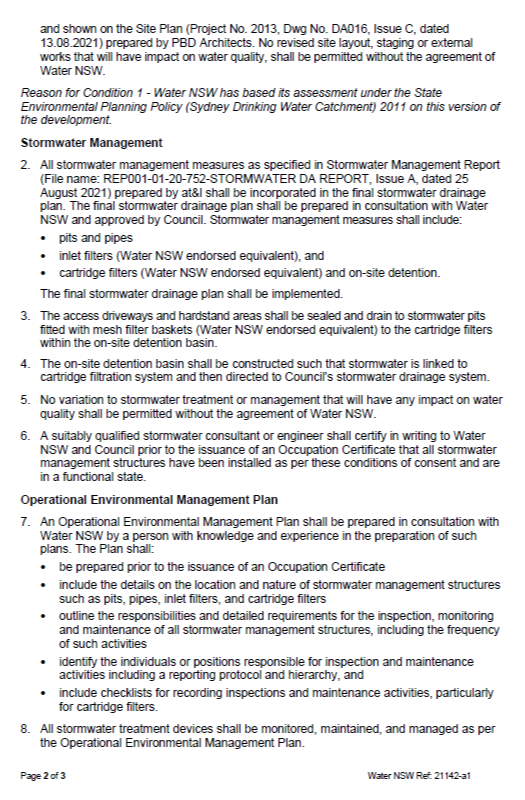 and shown on the Site Plan (Project No. 2013, Dwg No. DA016, Issue C, dated
13.08.2021) prepared by PBD Architects. No revised site layout, staging or external
works that will have impact on water quality, shall be permitted without the agreement of
Water NSW.
Reason for Condition 1 - Water NSW has based its assessment under the State
Environmental Planning Policy (Sydney Drinking Water Catchment) 2011 on this version of
the development.
Stormwater Management
2. All stormwater management measures as specified in Stormwater Management Report
(File name: REP001-01-20-752-STORMWATER DA REPORT, Issue A, dated 25
August 2021) prepared by at&l shall be incorporated in the final stormwater drainage
plan. The final stormwater drainage plan shall be prepared in consultation with Water
NSW and approved by Council. Stormwater management measures shall include:
• pits and pipes
• inlet filters (Water NSW endorsed equivalent), and
• cartridge filters (Water NSW endorsed equivalent) and on-site detention.
The final stormwater drainage plan shall be implemented.
3. The access driveways and hardstand areas shall be sealed and drain to stormwater pits
fitted with mesh filter baskets (Water NSW endorsed equivalent) to the cartridge filters
within the on-site detention basin.
4. The on-site detention basin shall be constructed such that stormwater is linked to
cartridge filtration system and then directed to Council's stormwater drainage system.
5. No variation to stormwater treatment or management that will have any impact on water
quality shall be permitted without the agreement of Water NSW.
6. A suitably qualified stormwater consultant or engineer shall certify in writing to Water
NSW and Council prior to the issuance of an Occupation Certificate that all stormwater
management structures have been installed as per these conditions of consent and are
in a functional state.
Operational Environmental Management Plan
7. An Operational Environmental Management Plan shall be prepared in consultation with
Water NSW by a person with knowledge and experience in the preparation of such
plans. The Plan shall:
• be prepared prior to the issuance of an Occupation Certificate
• include the details on the location and nature of stormwater management structures
such as pits, pipes, inlet filters, and cartridge filters
• outline the responsibilities and detailed requirements for the inspection, monitoring
and maintenance of all stormwater management structures, including the frequency
of such activities
• identify the individuals or positions responsible for inspection and maintenance
activities including a reporting protocol and hierarchy, and
• include checklists for recording inspections and maintenance activities, particularly
for cartridge filters.
8. All stormwater treatment devices shall be monitored, maintained, and managed as per
the Operational Environmental Management Plan.
Page 2 of 3 Water NSW Ref: 21142-a1